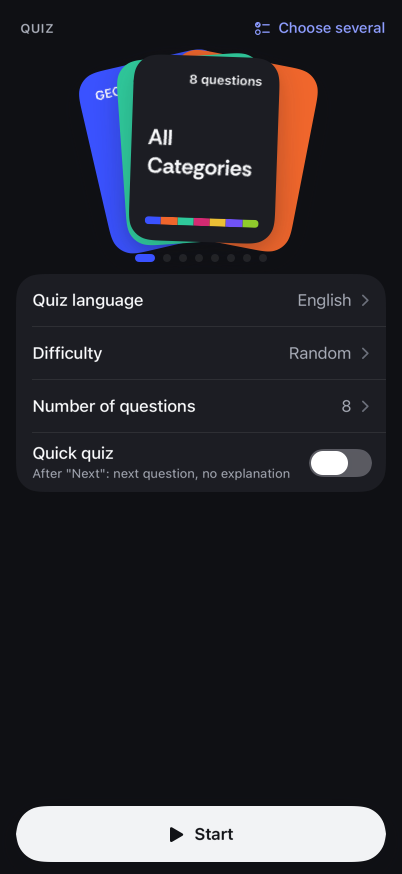 QUIZ
Choose several
8 questions
All
Categories
Quiz language
English
Difficulty
Random
Number of questions
8
Quick quiz
After "Next": next question, no explanation
Start